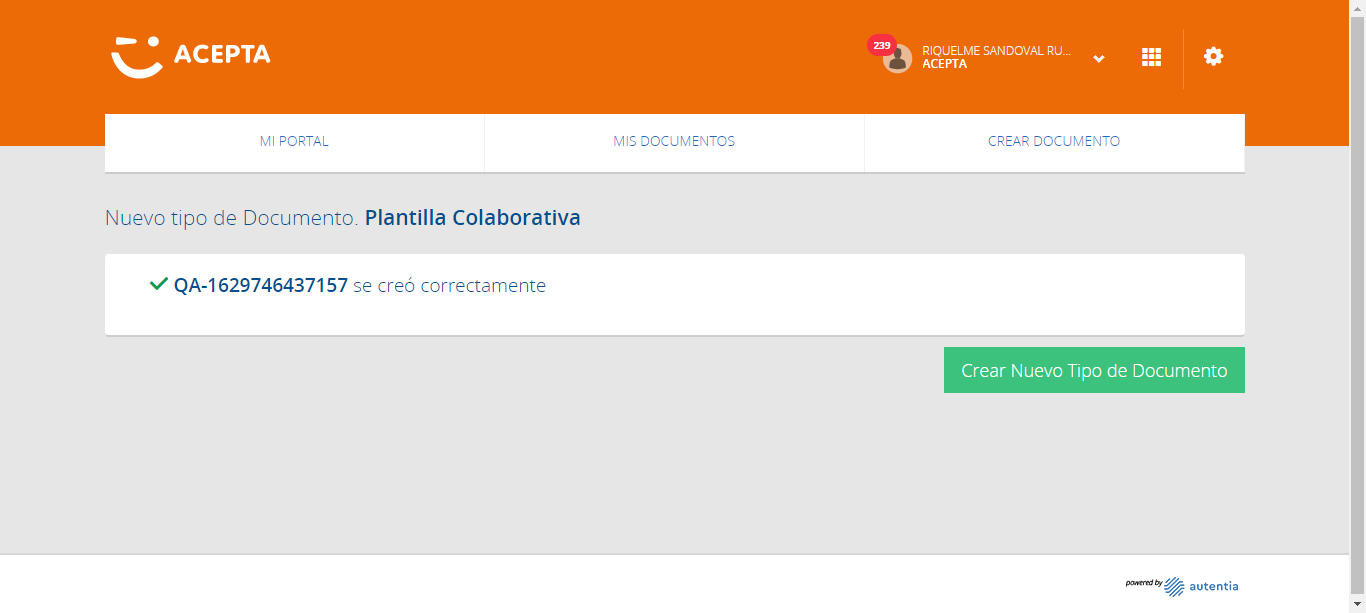 ACEPTA
239
RIQUELME SANDOVAL RU...
ACEPTA
MI PORTAL
MIS DOCUMENTOS
CREAR DOCUMENTO
Nuevo tipo de Documento. Plantilla Colaborativa
QA-1629746437157 se creó correctamente
Crear Nuevo Tipo de Documento
powered by autentia